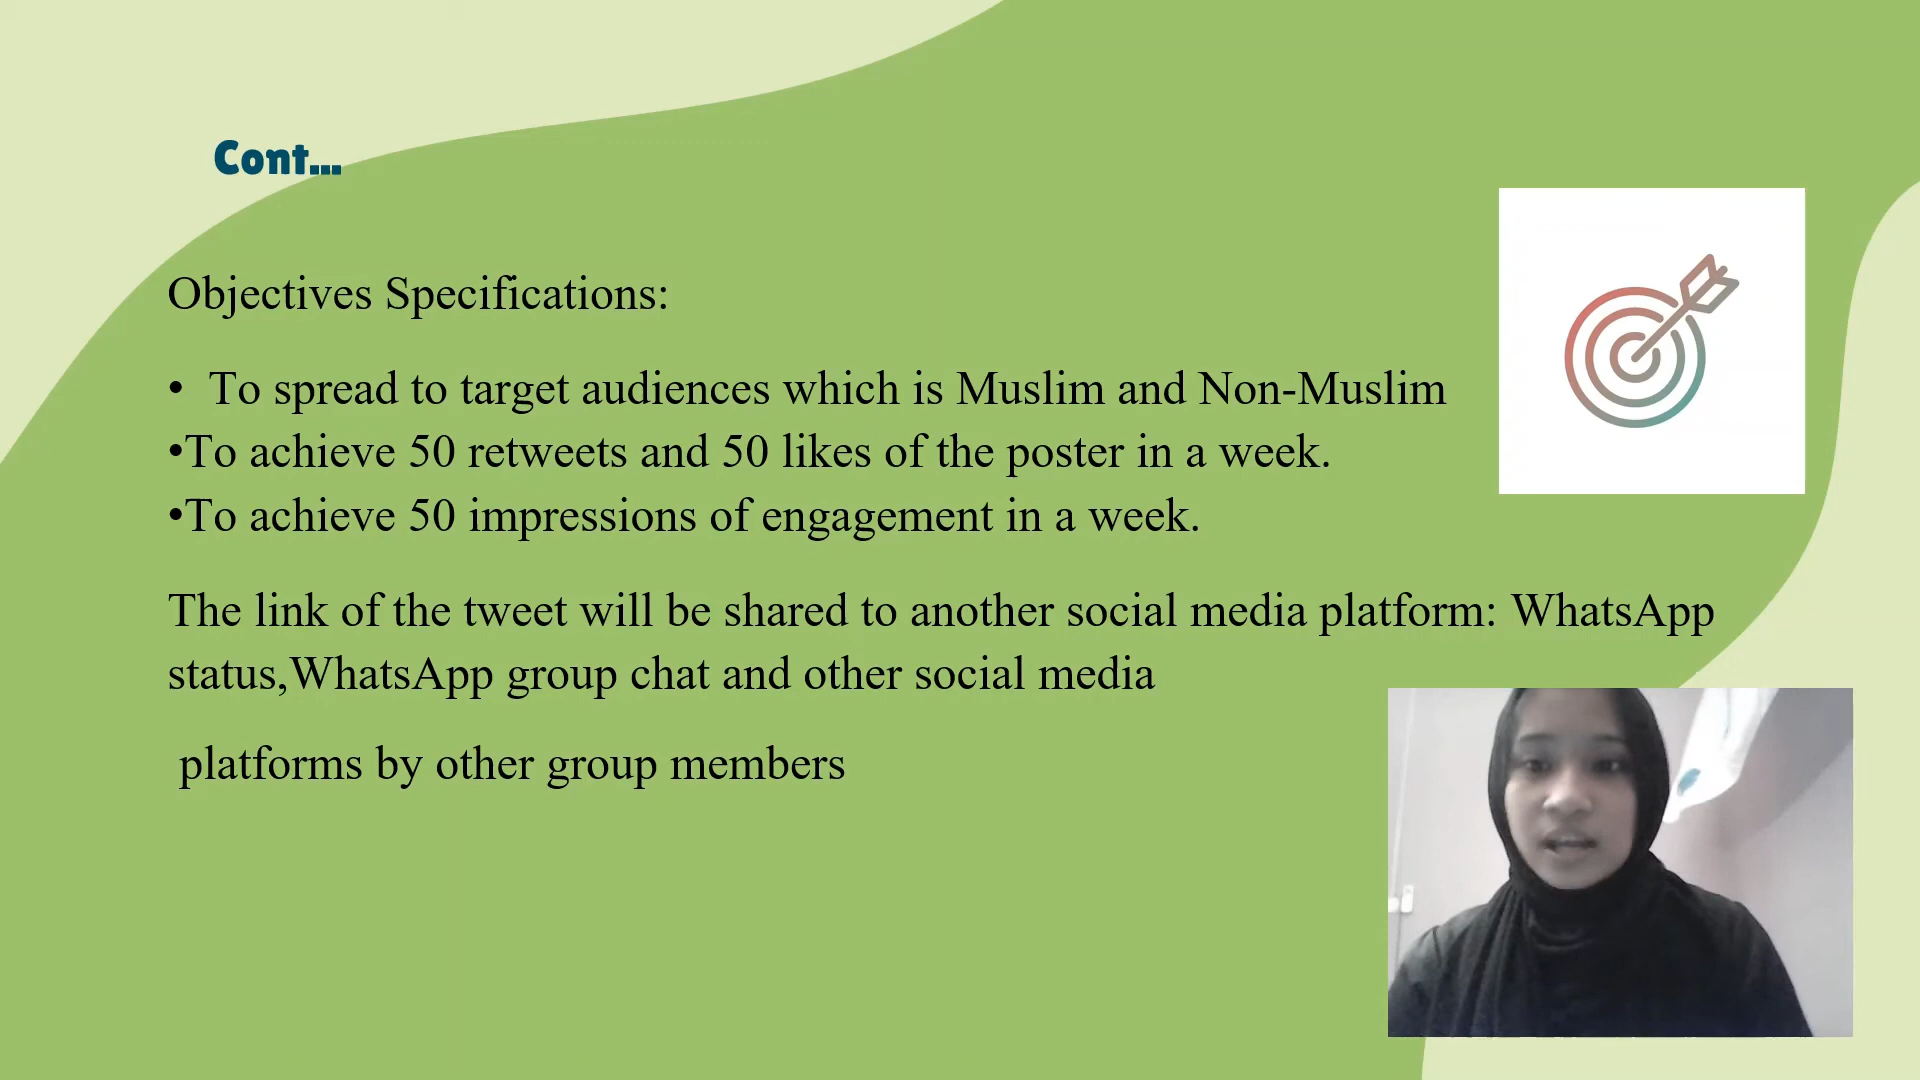 Cont...
Objectives Specifications:
• To spread to target audiences which is Muslim and Non-Muslim
•To achieve 50 retweets and 50 likes of the poster in a week.
•To achieve 50 impressions of engagement in a week.
The link of the tweet will be shared to another social media platform: WhatsApp
status,WhatsApp group chat and other social media
platforms by other group members